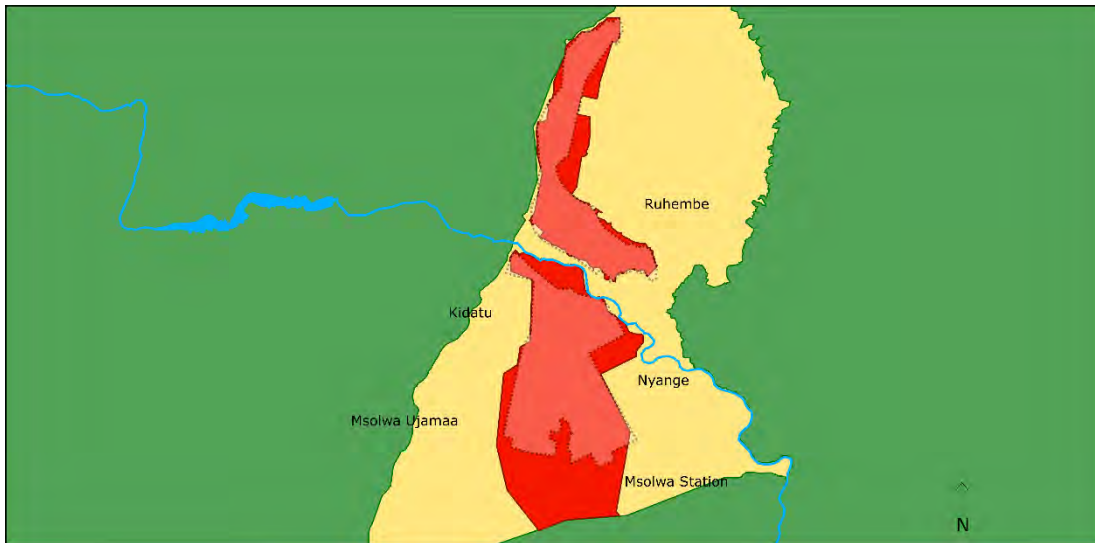 Ruhembe
Kidatu
Nyange
Msolwa Ujamaa
Msolwa Station
N